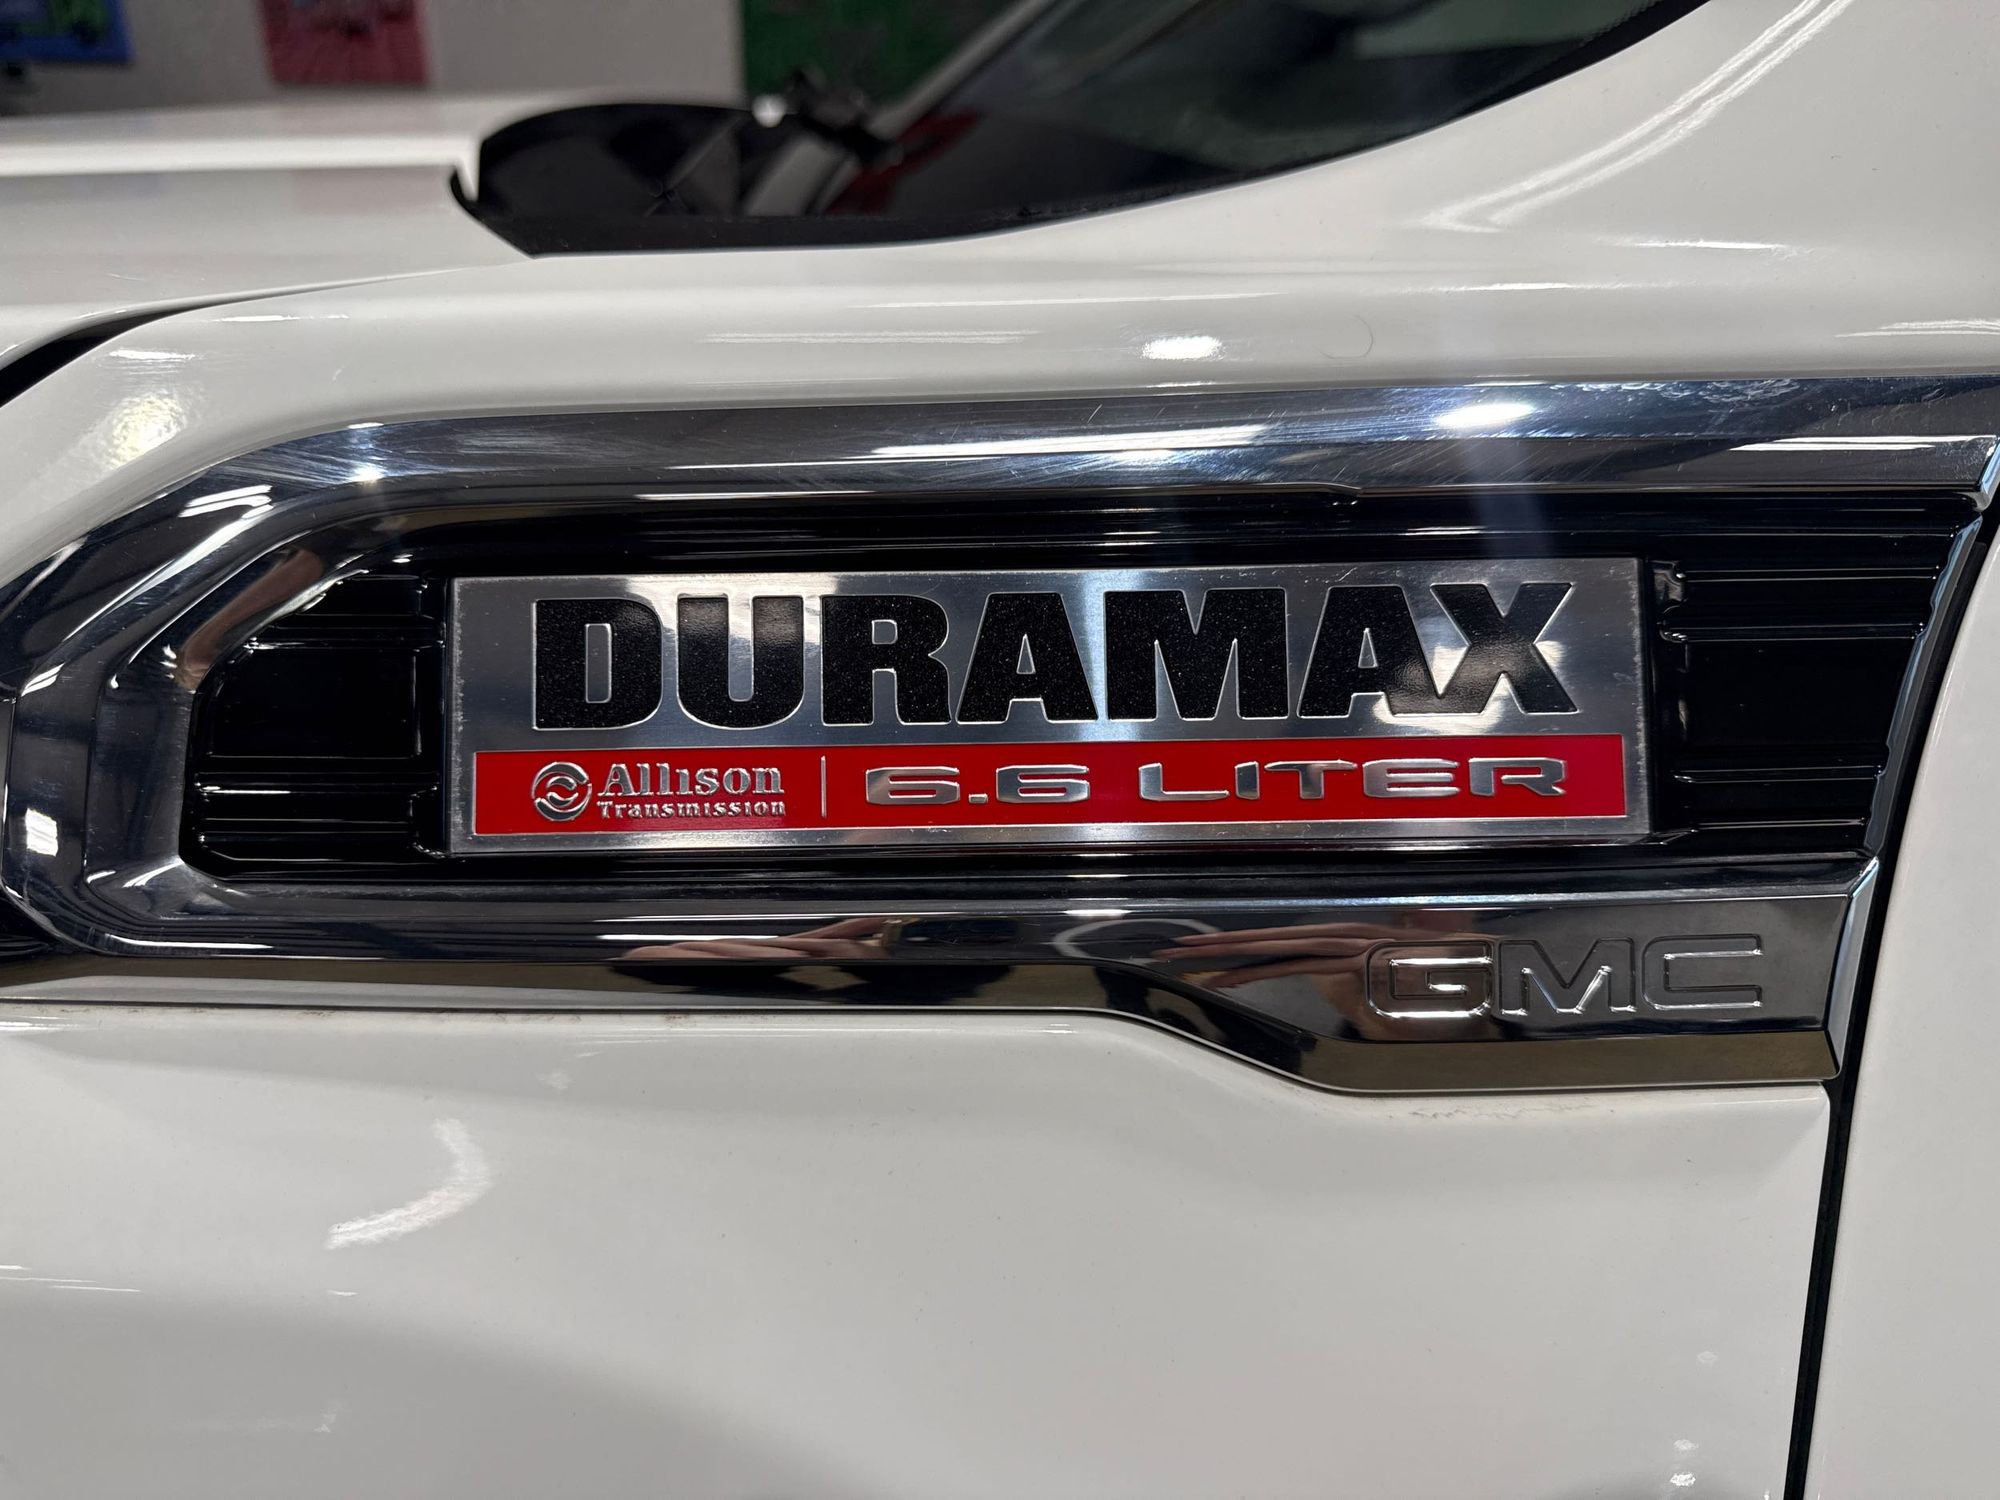 DURAMAX
Allison
Transmission
6.6 LITER
GMC